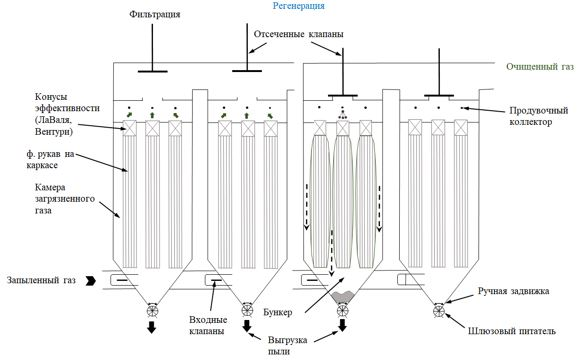 Регенерация
Фильтрация
Отсеченные клапаны
Очищенный газ
Конусы
эффективности
(ЛаВаля,
Вентури)
Продувочный
коллектор
ф. рукав на
каркасе
Камера
загрязненного
газа
Запыленный газ
Входные
клапаны
Бункер
Выгрузка
пыли
Ручная задвижка
Шлюзовый питатель